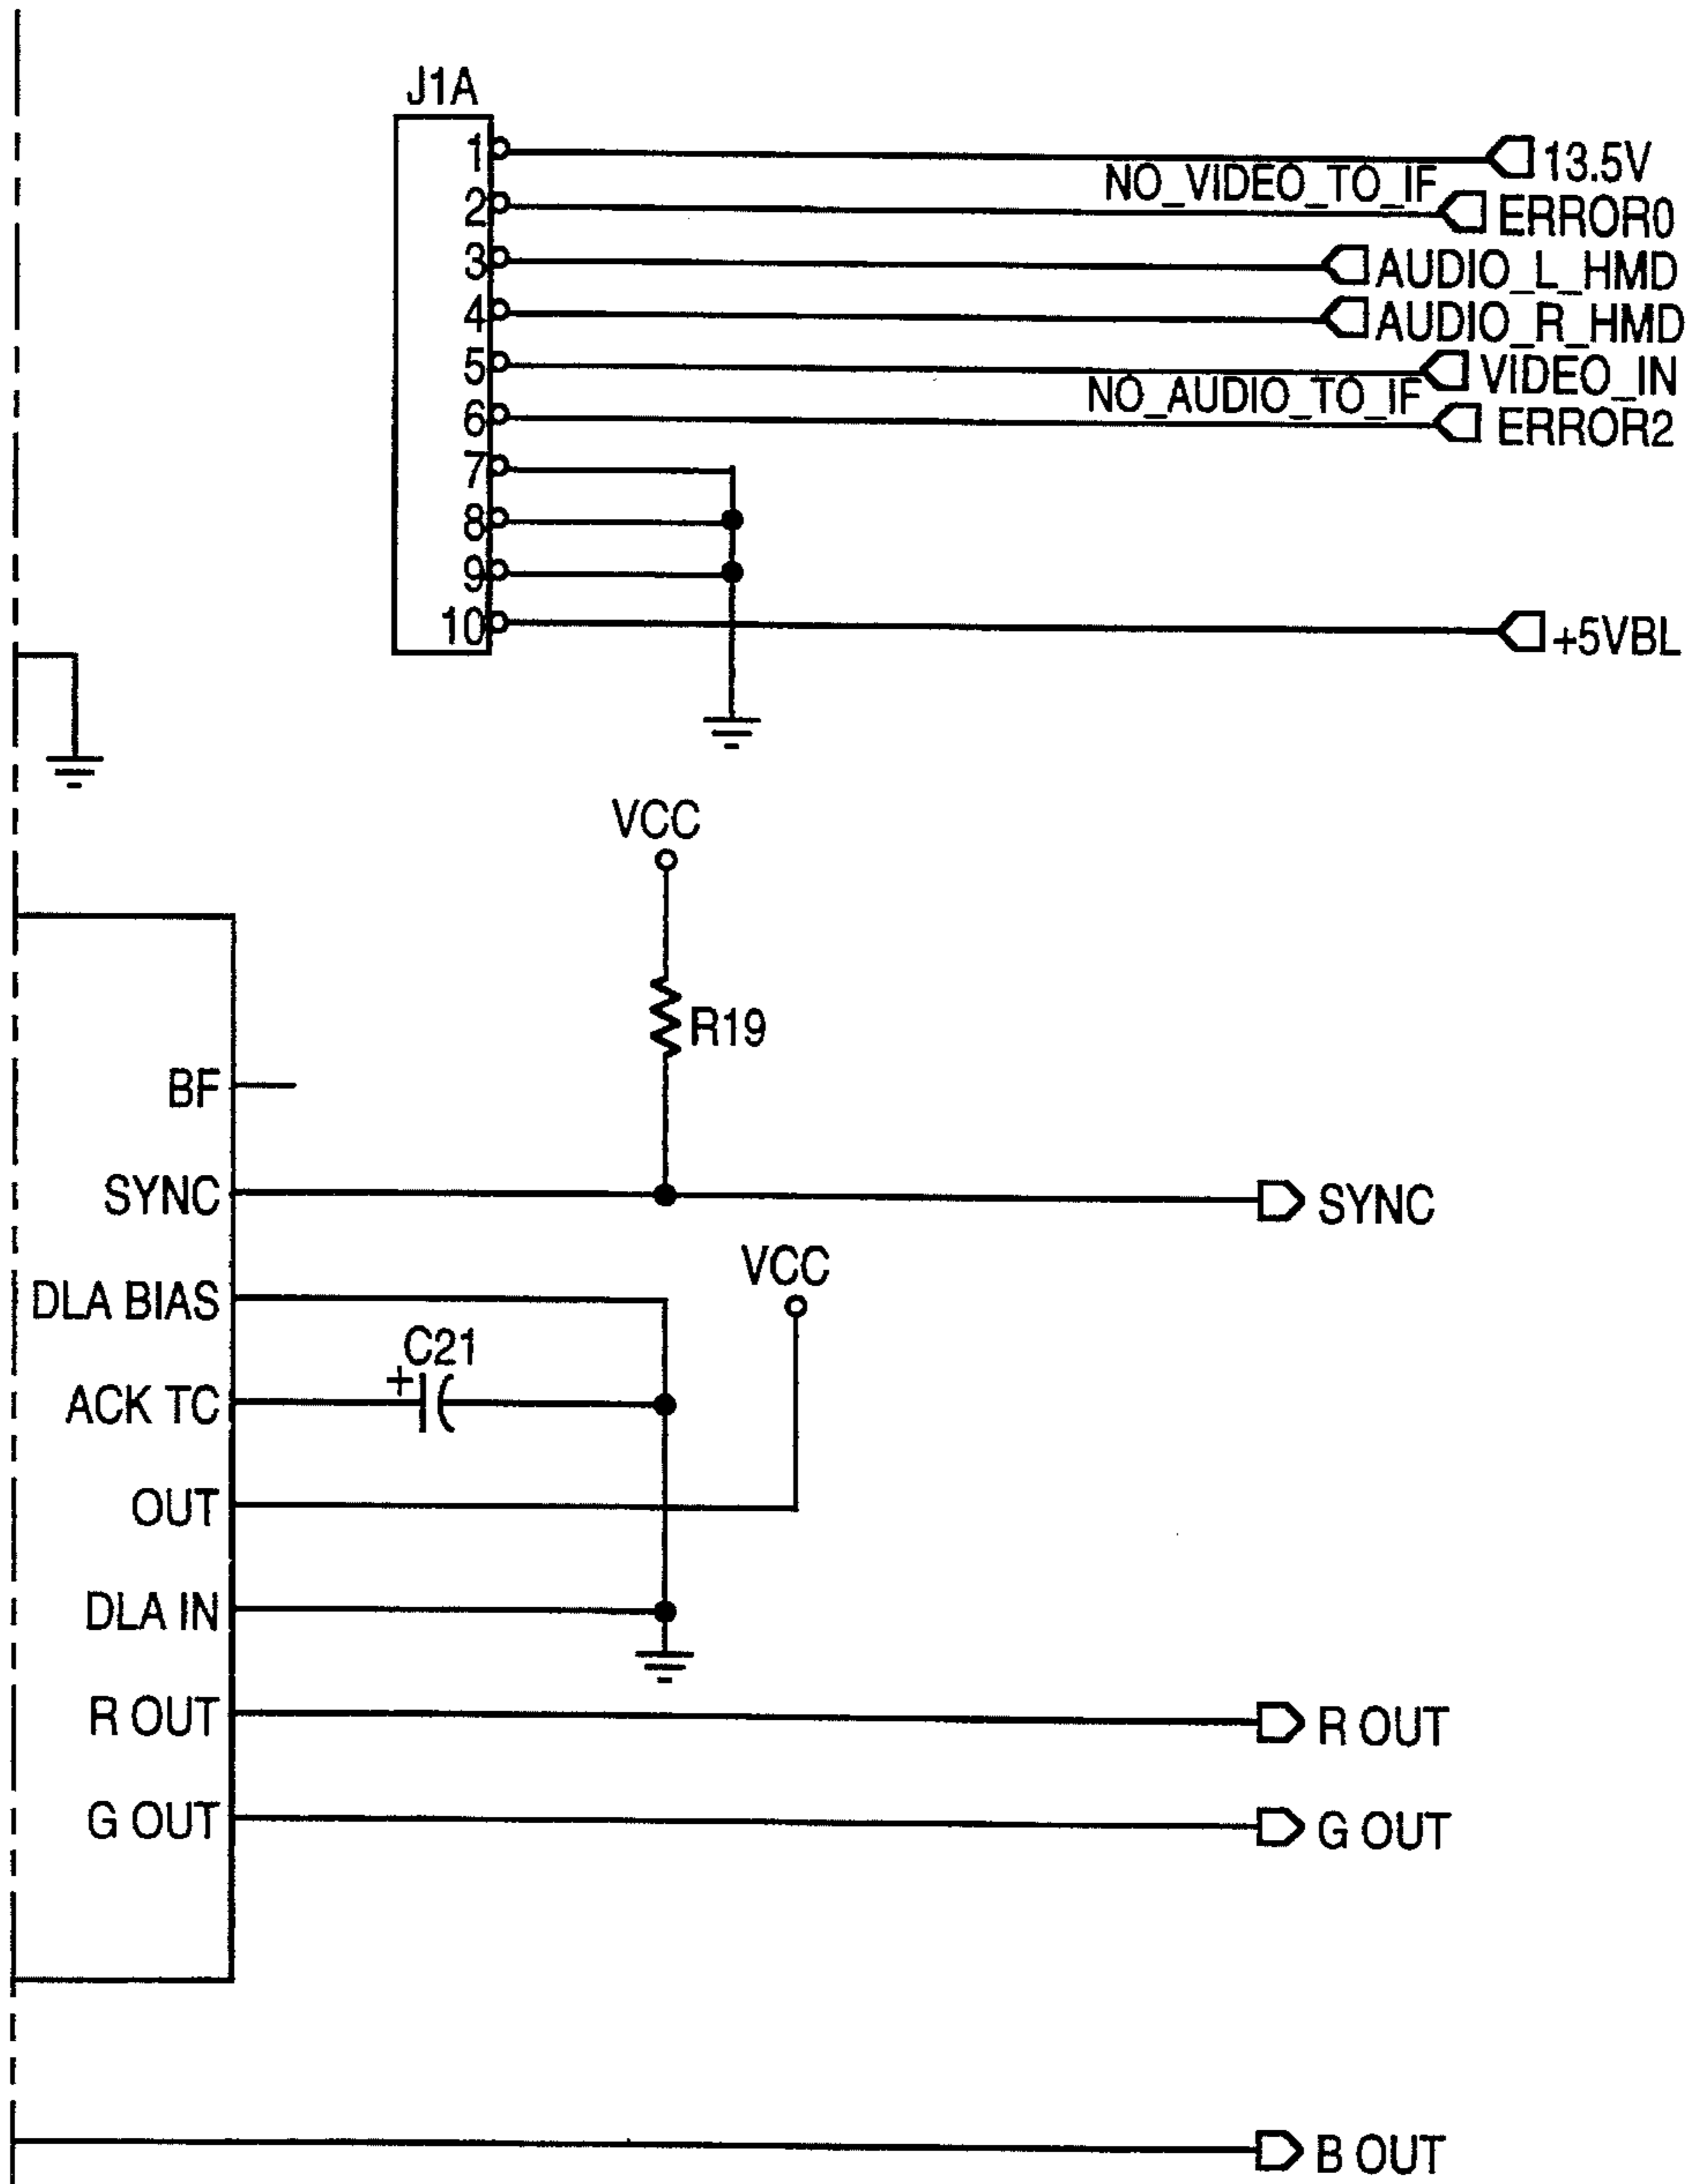 J1A
1 13.5V
NO_VIDEO_TO_IF
2 ERROR0
3 AUDIO_L_HMD
4 AUDIO_R_HMD
5 VIDEO_IN
NO_AUDIO_TO_IF
6 ERROR2
7
8
9
10 +5VBL
VCC
R19
BF
SYNC SYNC
VCC
DLA BIAS
C21
+
ACK TC
OUT
DLA IN
R OUT R OUT
G OUT G OUT
B OUT